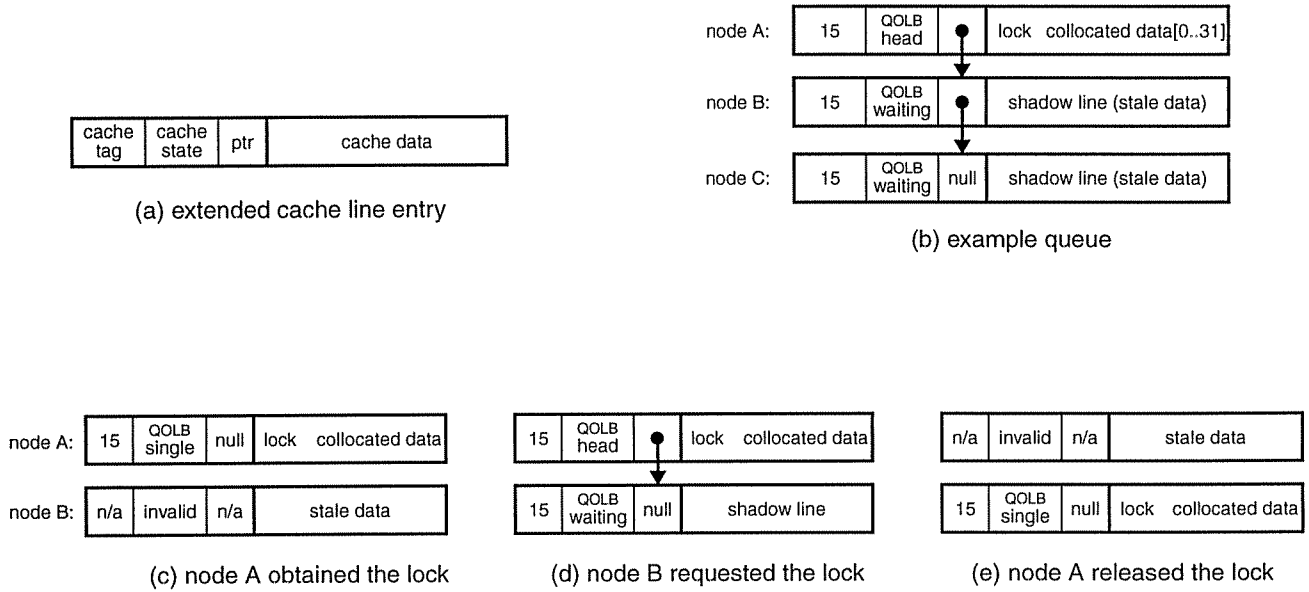 cache tag cache state ptr cache data
(a) extended cache line entry
node A: 15 QOLB head lock collocated data[0..31]
node B: 15 QOLB waiting shadow line (stale data)
node C: 15 QOLB waiting null shadow line (stale data)
(b) example queue
node A: 15 QOLB single null lock collocated data
node B: n/a invalid n/a stale data
(c) node A obtained the lock
15 QOLB head lock collocated data
15 QOLB waiting null shadow line
(d) node B requested the lock
n/a invalid n/a stale data
15 QOLB single null lock collocated data
(e) node A released the lock